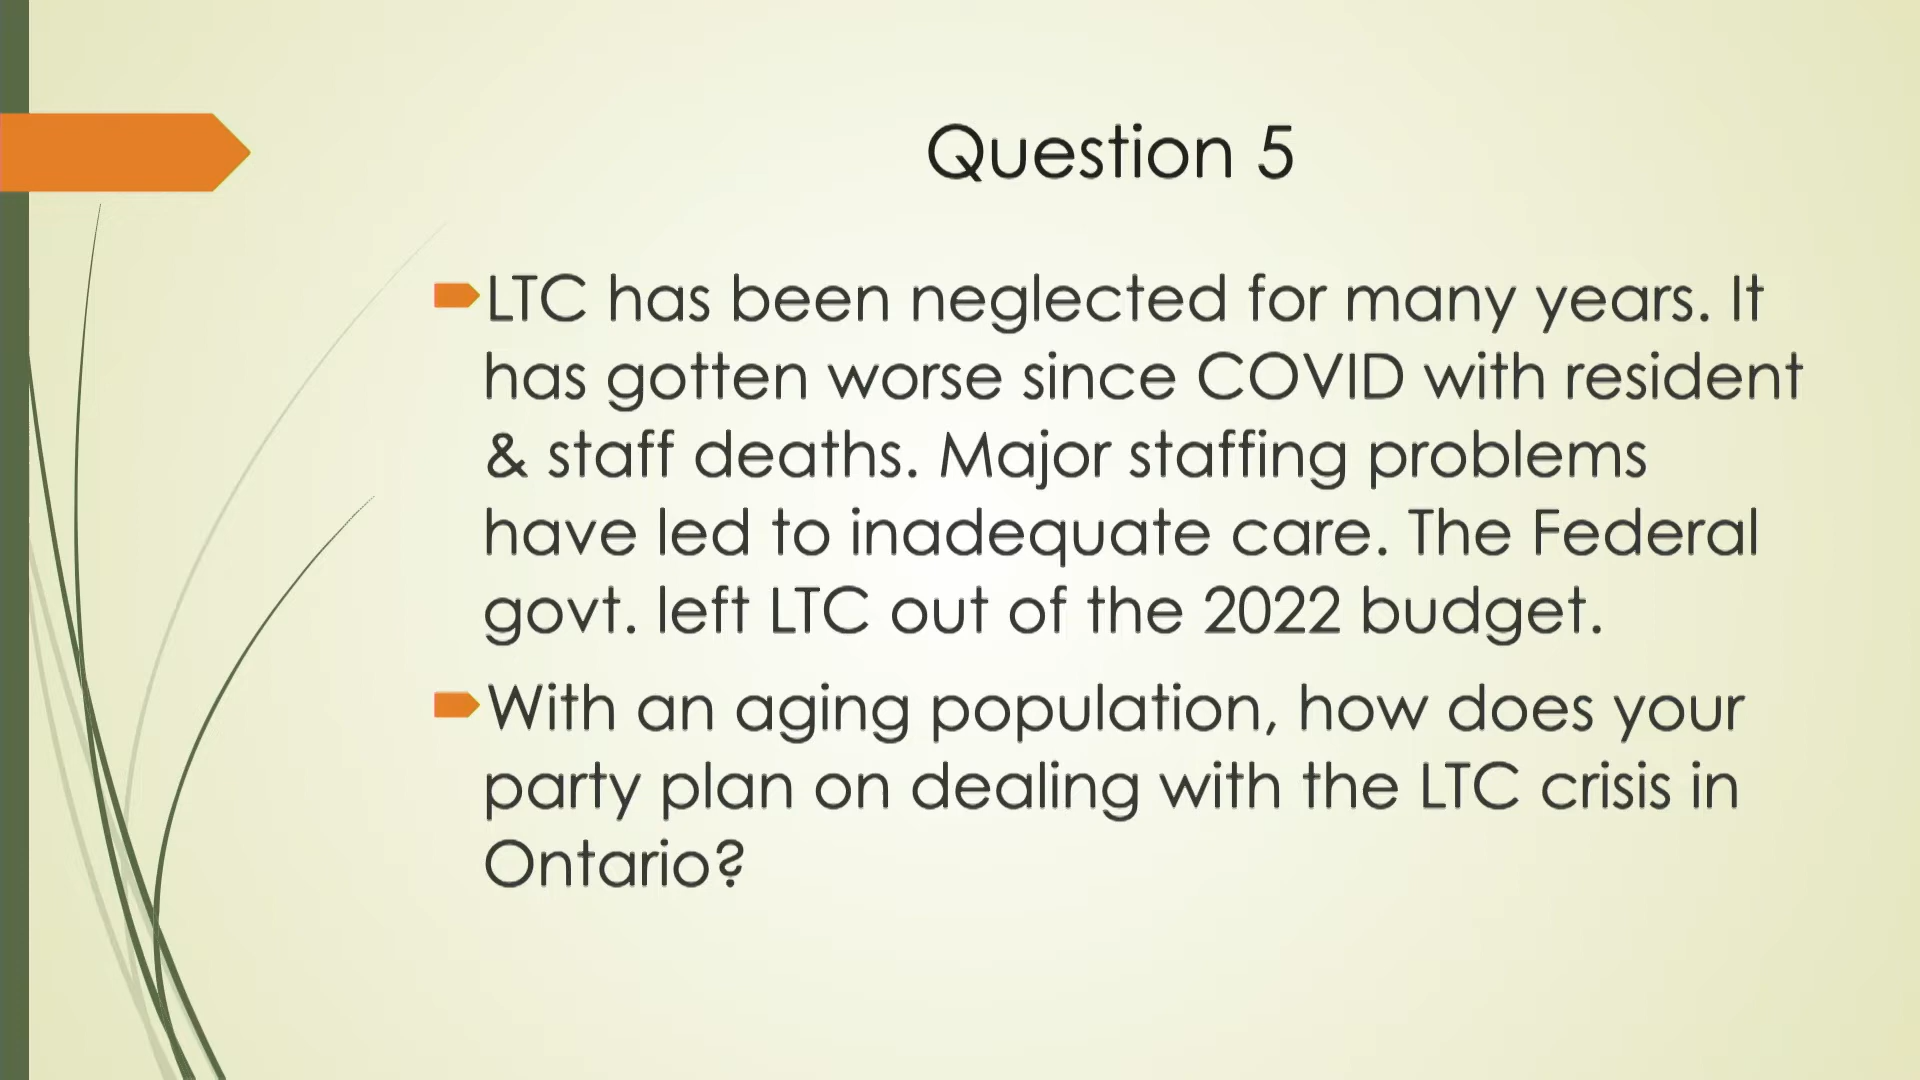 Question 5
LTC has been neglected for many years. It
has gotten worse since COVID with resident
& staff deaths. Major staffing problems
have led to inadequate care. The Federal
govt. left LTC out of the 2022 budget.
With an aging population, how does your
party plan on dealing with the LTC crisis in
Ontario?